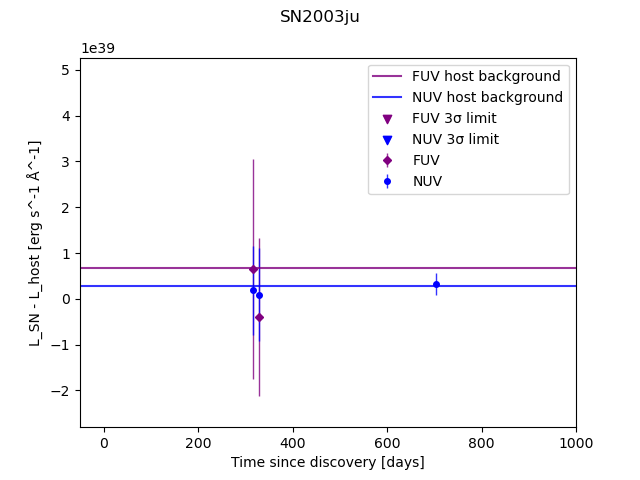 SN2003ju
1e39
5
4
3
2
1
0
−1
−2
L_SN - L_host [erg s^-1 Å^-1]
FUV host background
NUV host background
FUV 3σ limit
NUV 3σ limit
FUV
NUV
0 200 400 600 800 1000
Time since discovery [days]